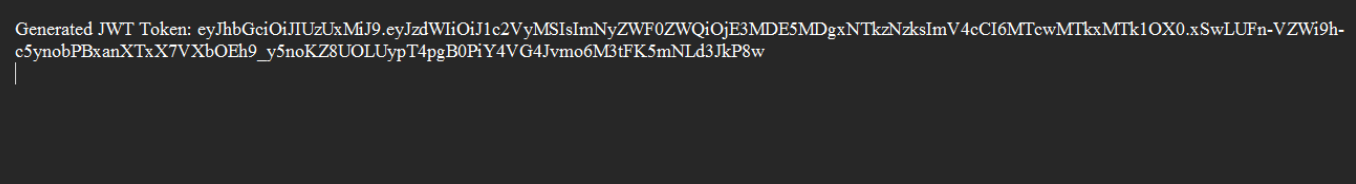 Generated JWT Token: eyJhbGciOiJIUzUxMiJ9.eyJzdWIiOiJ1c2VyMSIsImNyZWF0ZWQiOjE3MDE5MDgxNTkzNzksImV4cCI6MTcwMTkxMTk1OX0.xSwLUFn-VZWi9h-
c5ynobPBxanXTxX7VXbOEh9_y5noKZ8UOLUypT4pgB0PiY4VG4Jvmo6M3tFK5mNLd3JkP8w